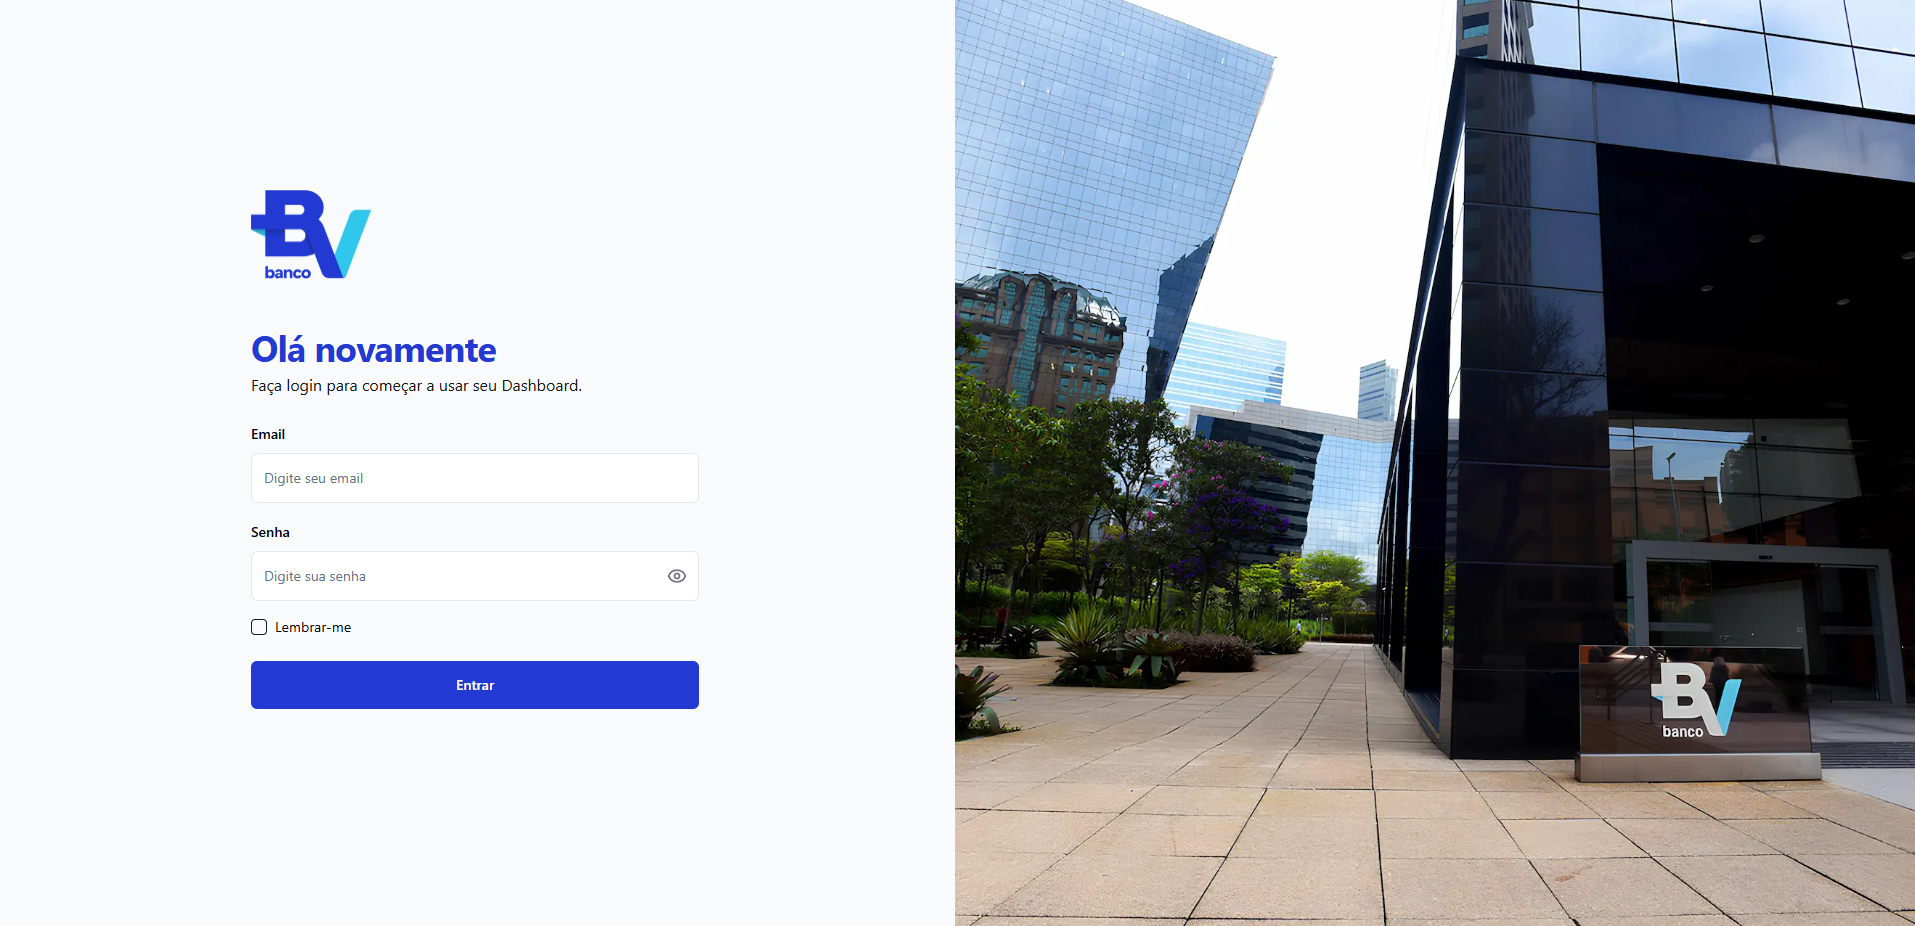 BV
banco
Olá novamente
Faça login para começar a usar seu Dashboard.
Email
Digite seu email
Senha
Digite sua senha
Lembrar-me
Entrar
BV
banco